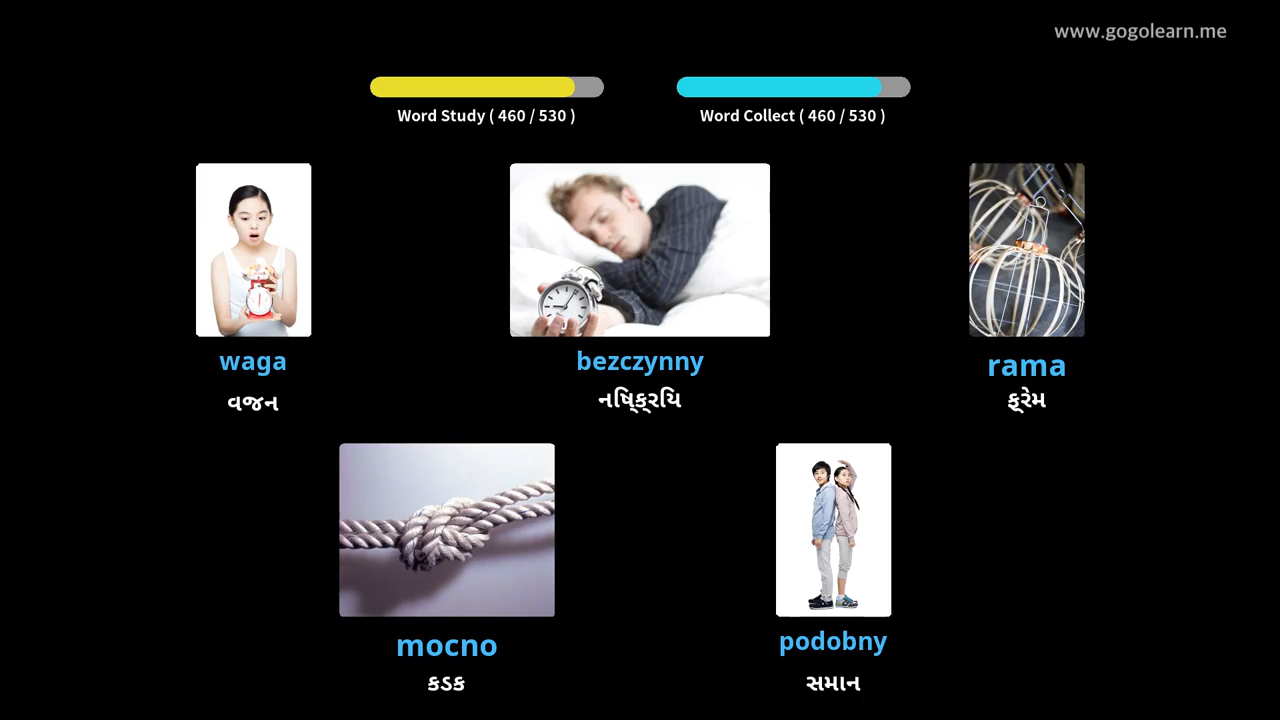 www.gogolearn.me
Word Study ( 460 / 530 )
Word Collect ( 460 / 530 )
waga
વજન
bezczynny
નિષ્ક્રિય
rama
ફ્રેમ
mocno
કડક
podobny
સમાન